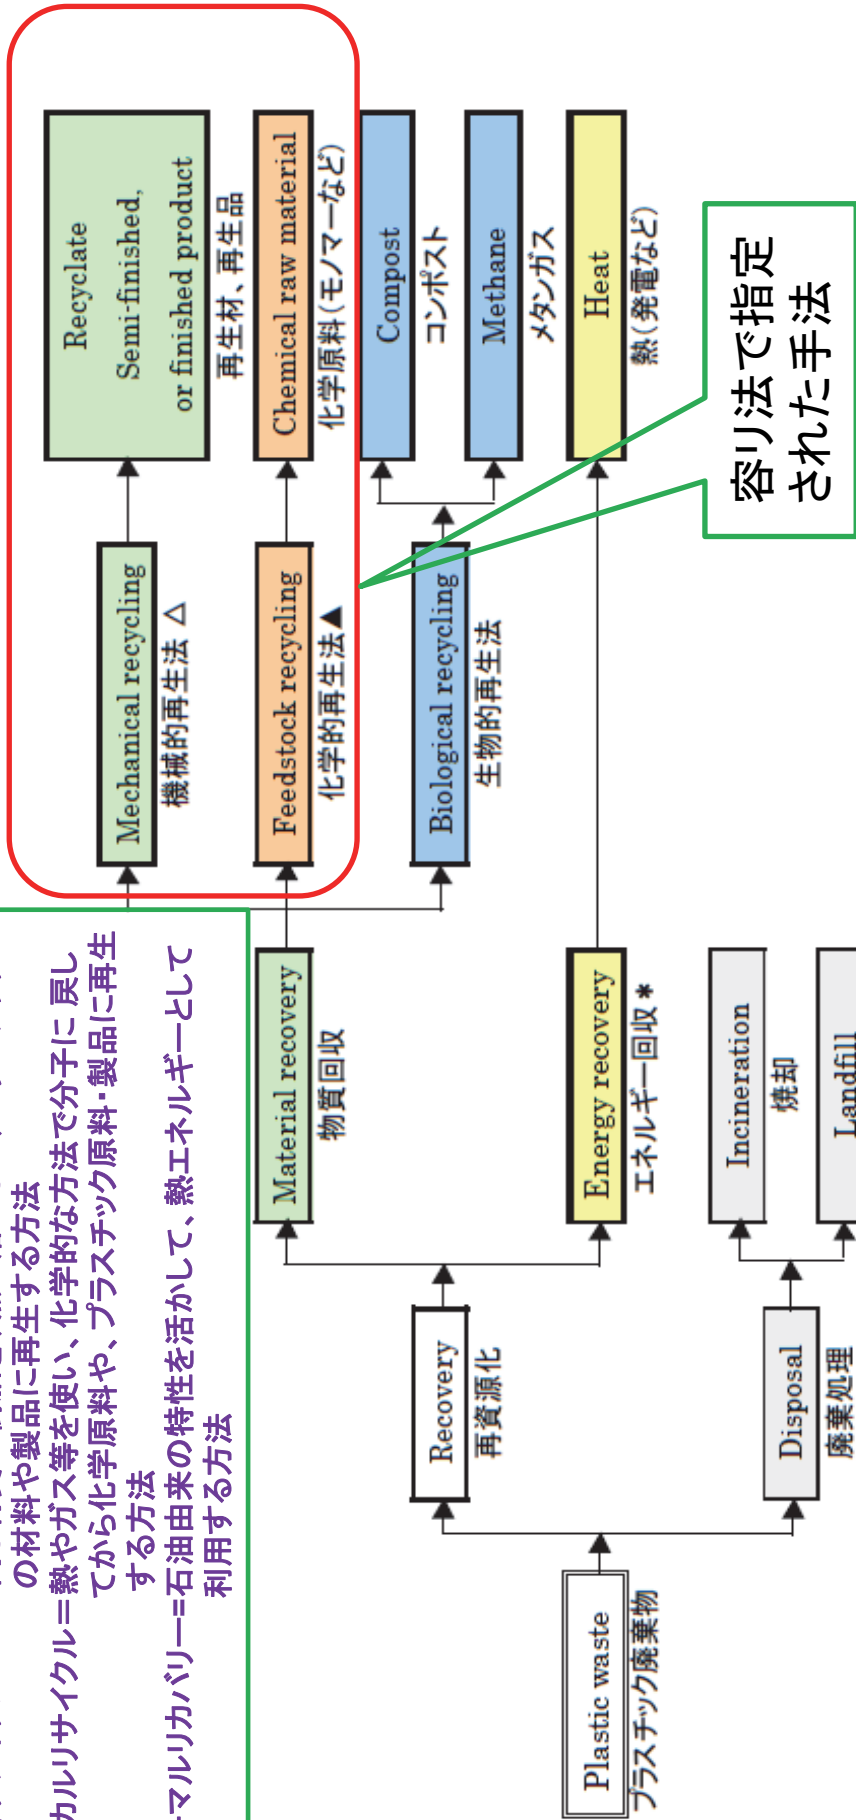 の材料や製品に再生する方法
カルリサイクル＝熱やガス等を使い、化学的な方法で分子に 戻し
てから化学原料や、プラスチック原料・製品に再生
する方法
マルリカバリー=石油由来の特性を活かして、熱エネルギーとして
利用する方法
Plastic waste
プラスチック廃棄物
Recovery
再資源化
Disposal
廃棄処理
Material recovery
物質回収
Energy recovery
エネルギー回収＊
Incineration
焼却
Landfill
Mechanical recycling
機械的再生法 △
Feedstock recycling
化学的再生法▲
Biological recycling
生物的再生法
Recyclate
Semi-finished,
or finished product
再生材、再生品
Chemical raw material
化学原料(モノマーなど)
Compost
コンポスト
Methane
メタンガス
Heat
熱(発電など)
容リ法で指定
された手法